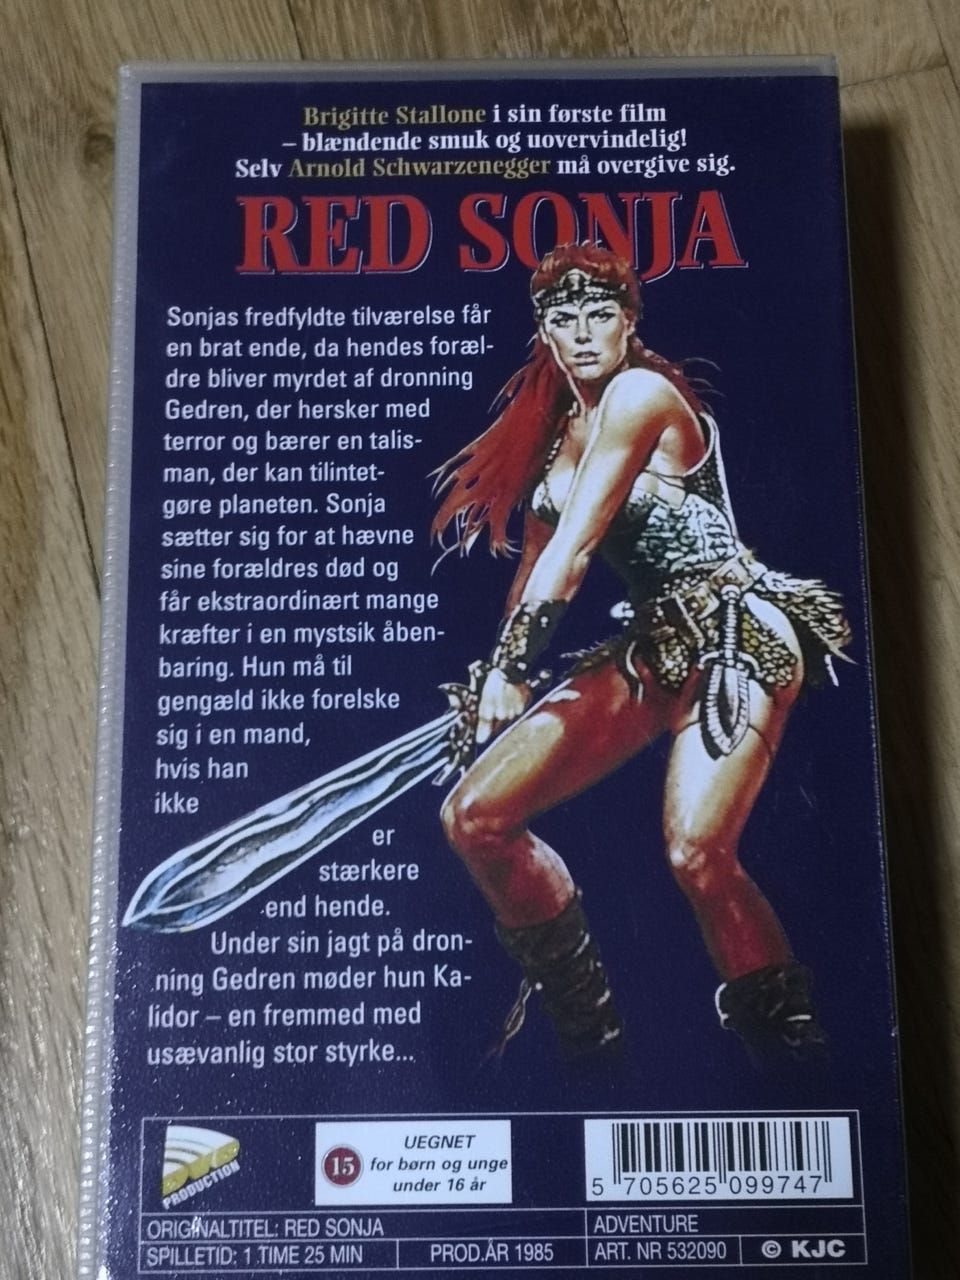 Brigitte Stallone i sin første film
– blændende smuk og uovervindelig!
Selv Arnold Schwarzenegger må overgive sig.
RED SONJA
Sonjas fredfyldte tilværelse får
en brat ende, da hendes foræl-
dre bliver myrdet af dronning
Gedren, der hersker med
terror og bærer en talis-
man, der kan tilintet-
gøre planeten. Sonja
sætter sig for at hævne
sine forældres død og
får ekstraordinært mange
kræfter i en mystsik åben-
baring. Hun må til
gengæld ikke forelske
sig i en mand,
hvis han
ikke
er
stærkere
end hende.
Under sin jagt på dron-
ning Gedren møder hun Ka-
lidor – en fremmed med
usævanlig stor styrke...
PRODUCTION
15
UEGNET
for børn og unge
under 16 år
5 705625 099747
ORIGINALTITEL: RED SONJA
ADVENTURE
SPILLETID: 1 TIME 25 MIN
PROD.ÅR 1985
ART. NR 532090
© KJC